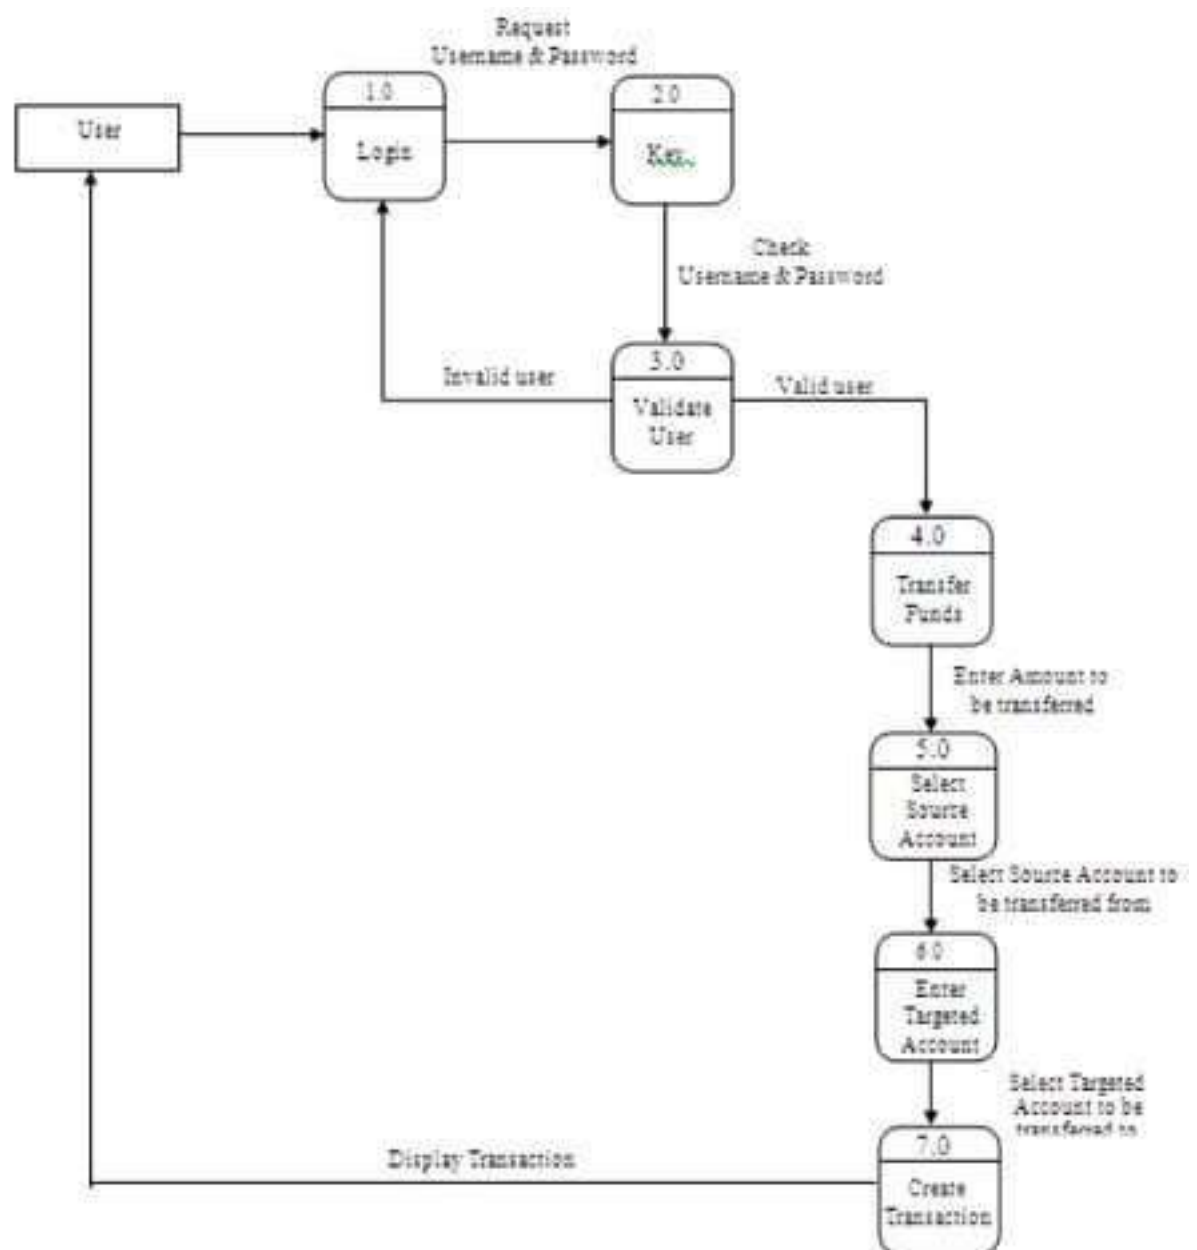 Request
Username & Password
1.0
2.0
User
Login
Key
Check
Username & Password
3.0
Invalid user
Valid user
Validate
User
4.0
Transfer
Funds
Enter Amount to
be transferred
5.0
Select
Source
Account
Select Source Account to
be transferred from
6.0
Enter
Targeted
Account
Select Targeted
Account to be
transferred to
7.0
Display Transaction
Create
Transaction